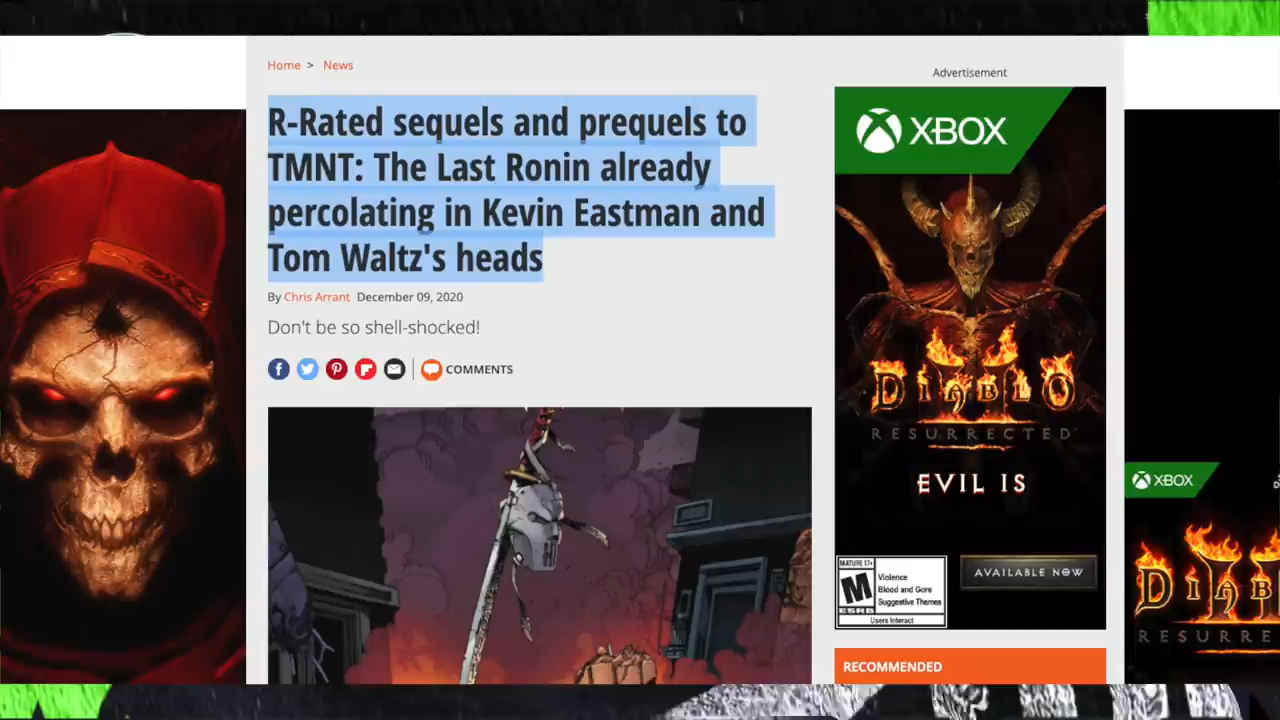 Home > News
R-Rated sequels and prequels to
TMNT: The Last Ronin already
percolating in Kevin Eastman and
Tom Waltz's heads
By Chris Arrant December 09, 2020
Don't be so shell-shocked!
COMMENTS
Advertisement
XBOX
DIABLO II
RESURRECTED
EVIL IS
MATURE 17+
M
ESRB
Violence
Blood and Gore
Suggestive Themes
Users Interact
AVAILABLE NOW
RECOMMENDED
XBOX